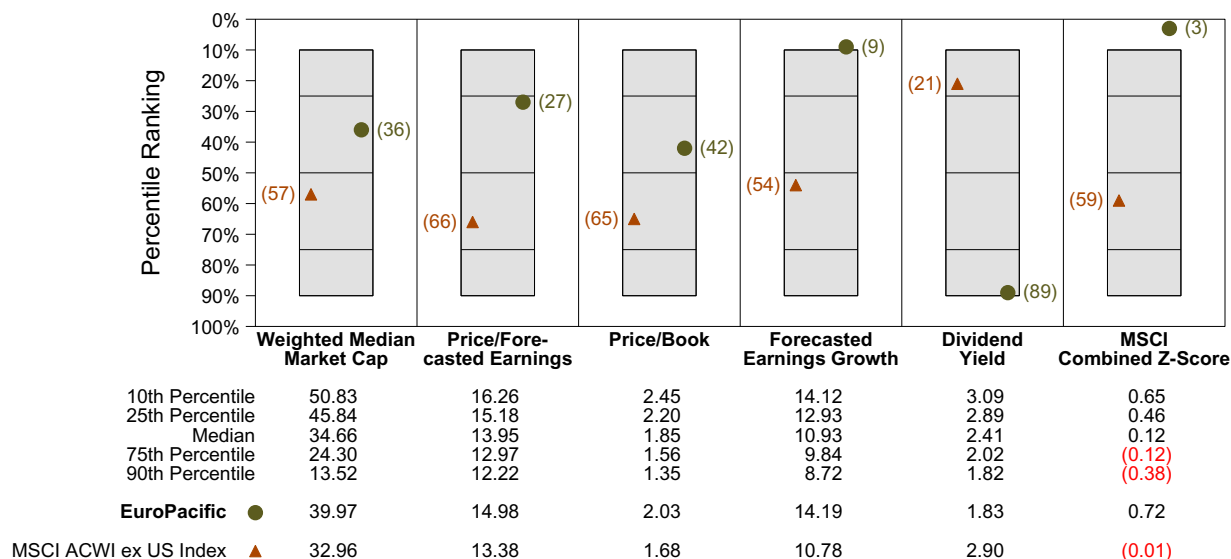 Percentile Ranking
0%
10%
20%
30%
40%
50%
60%
70%
80%
90%
100%
(57)
(36)
(66)
(27)
(65)
(42)
(54)
(9)
(21)
(89)
(59)
(3)
Weighted Median
Market Cap
Price/Fore-
casted Earnings
Price/Book
Forecasted
Earnings Growth
Dividend
Yield
MSCI
Combined Z-Score
10th Percentile 50.83 16.26 2.45 14.12 3.09 0.65
25th Percentile 45.84 15.18 2.20 12.93 2.89 0.46
Median 34.66 13.95 1.85 10.93 2.41 0.12
75th Percentile 24.30 12.97 1.56 9.84 2.02 (0.12)
90th Percentile 13.52 12.22 1.35 8.72 1.82 (0.38)
EuroPacific 39.97 14.98 2.03 14.19 1.83 0.72
MSCI ACWI ex US Index 32.96 13.38 1.68 10.78 2.90 (0.01)